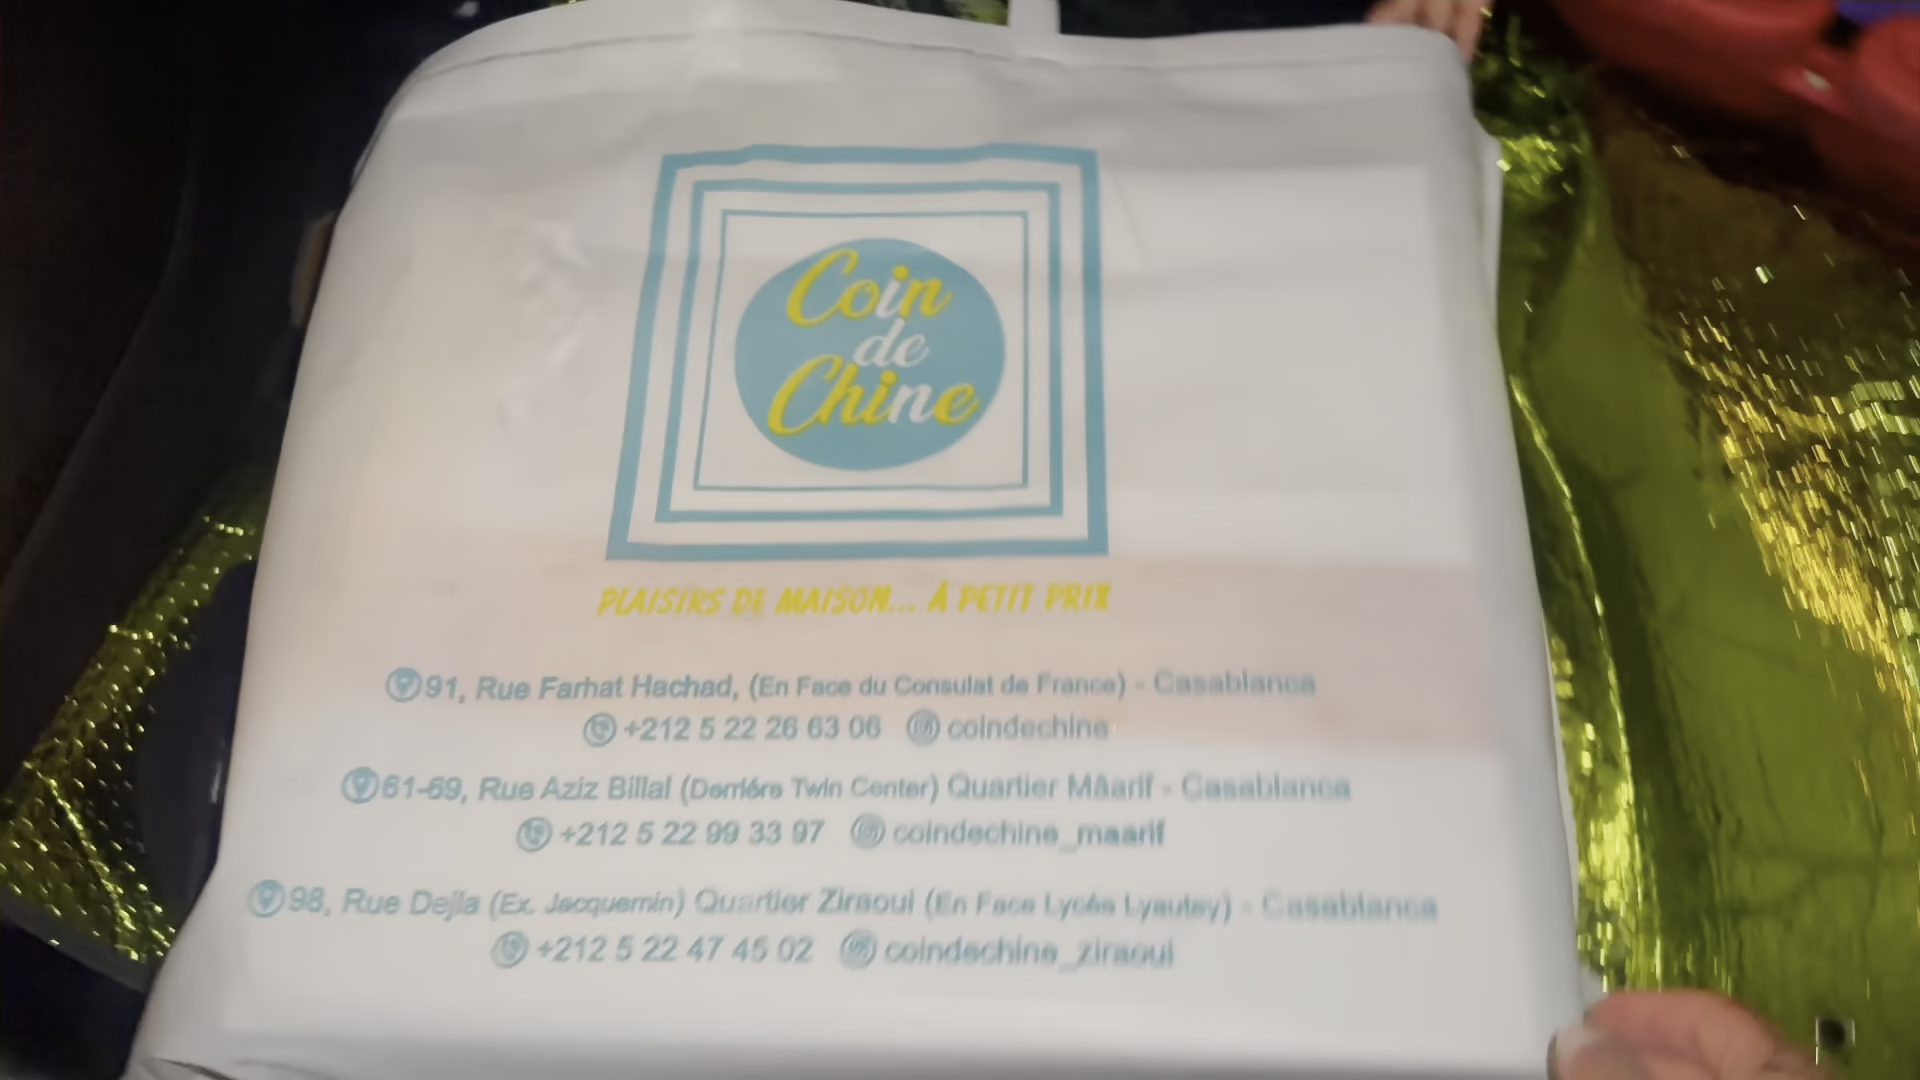 Coin
de
Chine
PLAISIRS DE MAISON... À PETIT PRIX
91, Rue Farhat Hachad, (En Face du Consulat de France) - Casablanca
+212 5 22 26 63 06 coindechine
61-69, Rue Aziz Billal (Derriére Twin Center) Quartier MÂarif - Casablanca
+212 5 22 99 33 97 coindechine_maarif
98, Rue Dejla (Ex. Jacquemin) Quartier Ziraoui (En Face Lycée Lyautey) - Casablanca
+212 5 22 47 45 02 coindechine_ziraoui